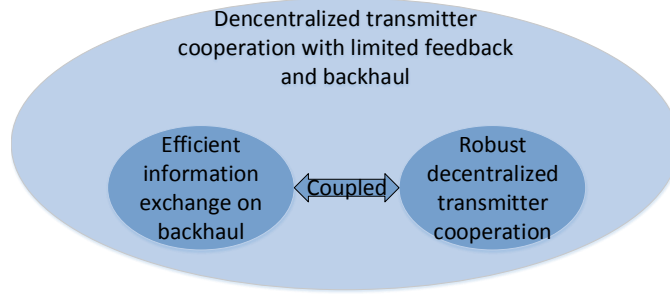 Dencentralized transmitter
cooperation with limited feedback
and backhaul
Efficient
information
exchange on
backhaul
Coupled
Robust
decentralized
transmitter
cooperation